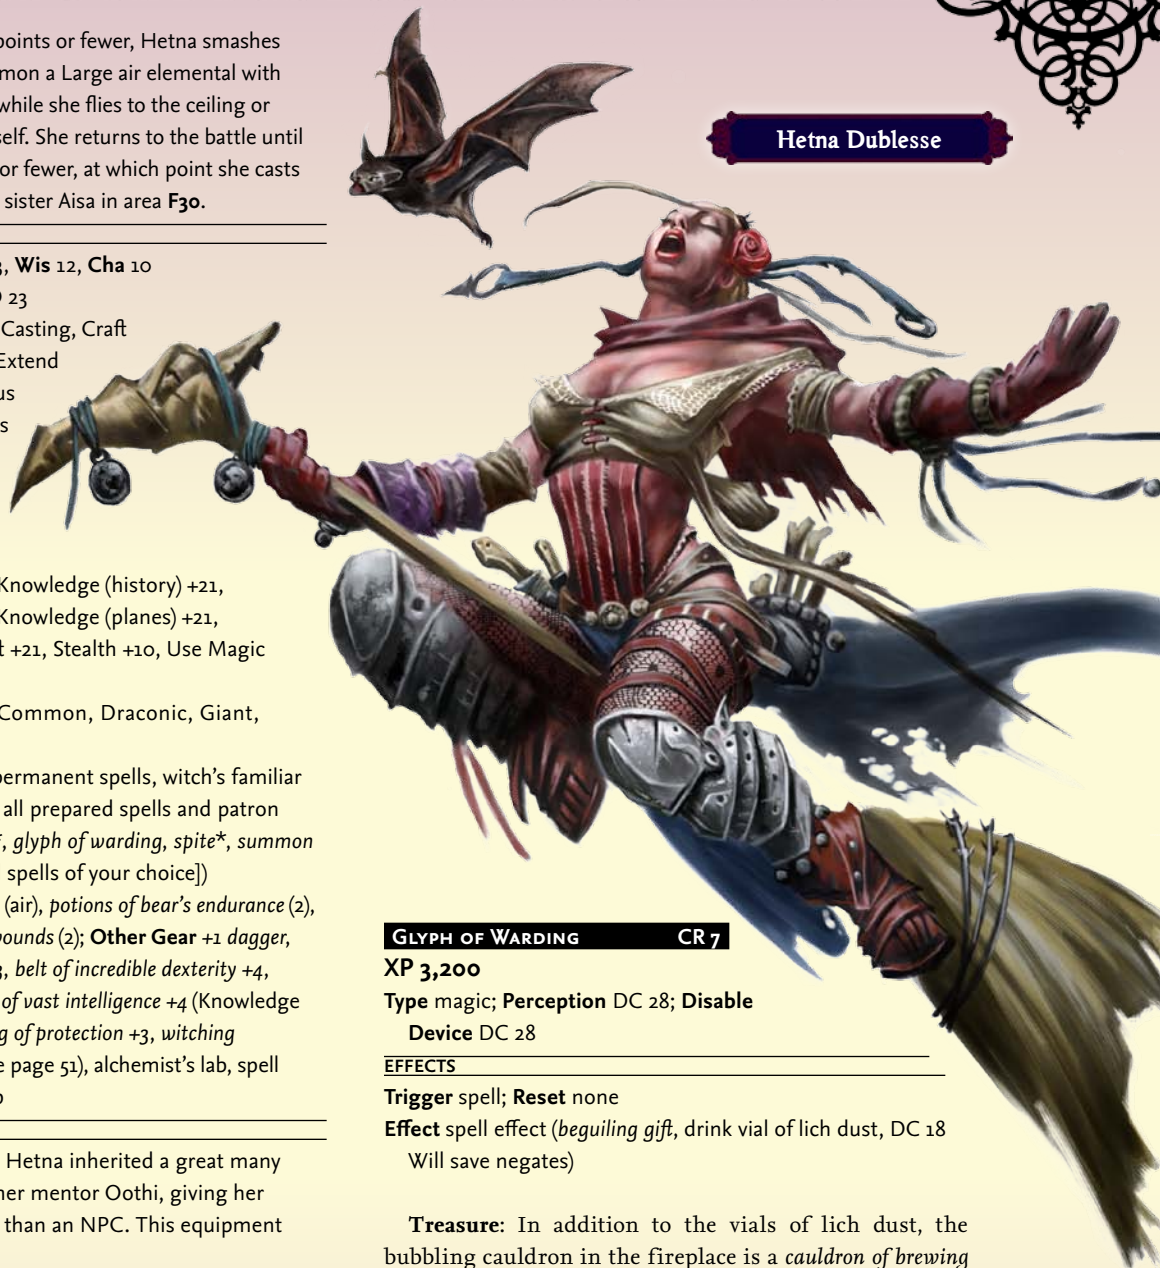 points or fewer, Hetna smashes
mon a Large air elemental with
while she flies to the ceiling or
self. She returns to the battle until
or fewer, at which point she casts
sister Aisa in area F30.
, Wis 12, Cha 10
23
Casting, Craft
Extend
us
s
Knowledge (history) +21,
Knowledge (planes) +21,
t +21, Stealth +10, Use Magic
Common, Draconic, Giant,
permanent spells, witch's familiar
all prepared spells and patron
, glyph of warding, spite*, summon
spells of your choice])
(air), potions of bear's endurance (2),
wounds (2); Other Gear +1 dagger,
, belt of incredible dexterity +4,
of vast intelligence +4 (Knowledge
g of protection +3, witching
e page 51), alchemist's lab, spell
Hetna inherited a great many
her mentor Oothi, giving her
than an NPC. This equipment
Hetna Dublesse
Glyph of Warding CR 7
XP 3,200
Type magic; Perception DC 28; Disable
Device DC 28
EFFECTS
Trigger spell; Reset none
Effect spell effect (beguiling gift, drink vial of lich dust, DC 18
Will save negates)
Treasure: In addition to the vials of lich dust, the
bubbling cauldron in the fireplace is a cauldron of brewing